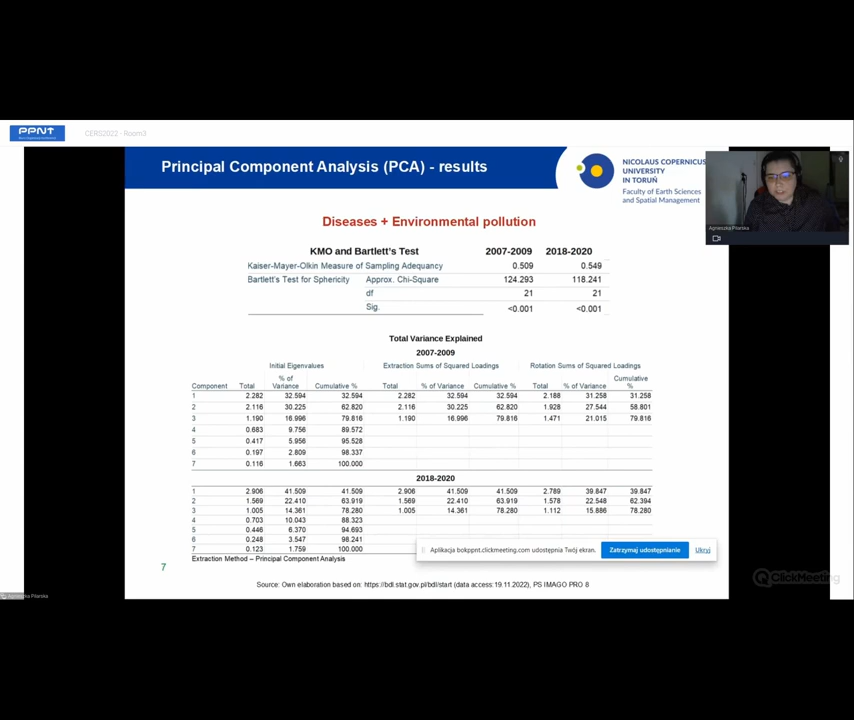 PPNT
CERS2022 - Room3
Principal Component Analysis (PCA) - results
NICOLAUS COPERNICUS
UNIVERSITY
IN TORUŃ
Faculty of Earth Sciences
and Spatial Management
Agnieszka Pilarska
Diseases + Environmental pollution
KMO and Bartlett's Test 2007-2009 2018-2020
Kaiser-Mayer-Olkin Measure of Sampling Adequancy 0.509 0.549
Bartlett's Test for Sphericity Approx. Chi-Square 124.293 118.241
df 21 21
Sig. <0.001 <0.001
Total Variance Explained
2007-2009
Initial Eigenvalues Extraction Sums of Squared Loadings Rotation Sums of Squared Loadings
Component Total % of Variance Cumulative % Total % of Variance Cumulative % Total % of Variance Cumulative %
1 2.282 32.594 32.594 2.282 32.594 32.594 2.188 31.258 31.258
2 2.116 30.225 62.820 2.116 30.225 62.820 1.928 27.544 58.801
3 1.190 16.996 79.816 1.190 16.996 79.816 1.471 21.015 79.816
4 0.683 9.756 89.572
5 0.417 5.956 95.528
6 0.197 2.809 98.337
7 0.116 1.663 100.000
2018-2020
1 2.906 41.509 41.509 2.906 41.509 41.509 2.789 39.847 39.847
2 1.569 22.410 63.919 1.569 22.410 63.919 1.578 22.548 62.394
3 1.005 14.361 78.280 1.005 14.361 78.280 1.112 15.886 78.280
4 0.703 10.043 88.323
5 0.446 6.370 94.693
6 0.248 3.547 98.241
7 0.123 1.759 100.000
Aplikacja bokppnt.clickmeeting.com udostępnia Twój ekran. Zatrzymaj udostępnianie Ukryj
Extraction Method – Principal Component Analysis
7
ClickMeeting
Source: Own elaboration based on: https://bdl.stat.gov.pl/bdl/start (data access:19.11.2022), PS IMAGO PRO 8
Agnieszka Pilarska